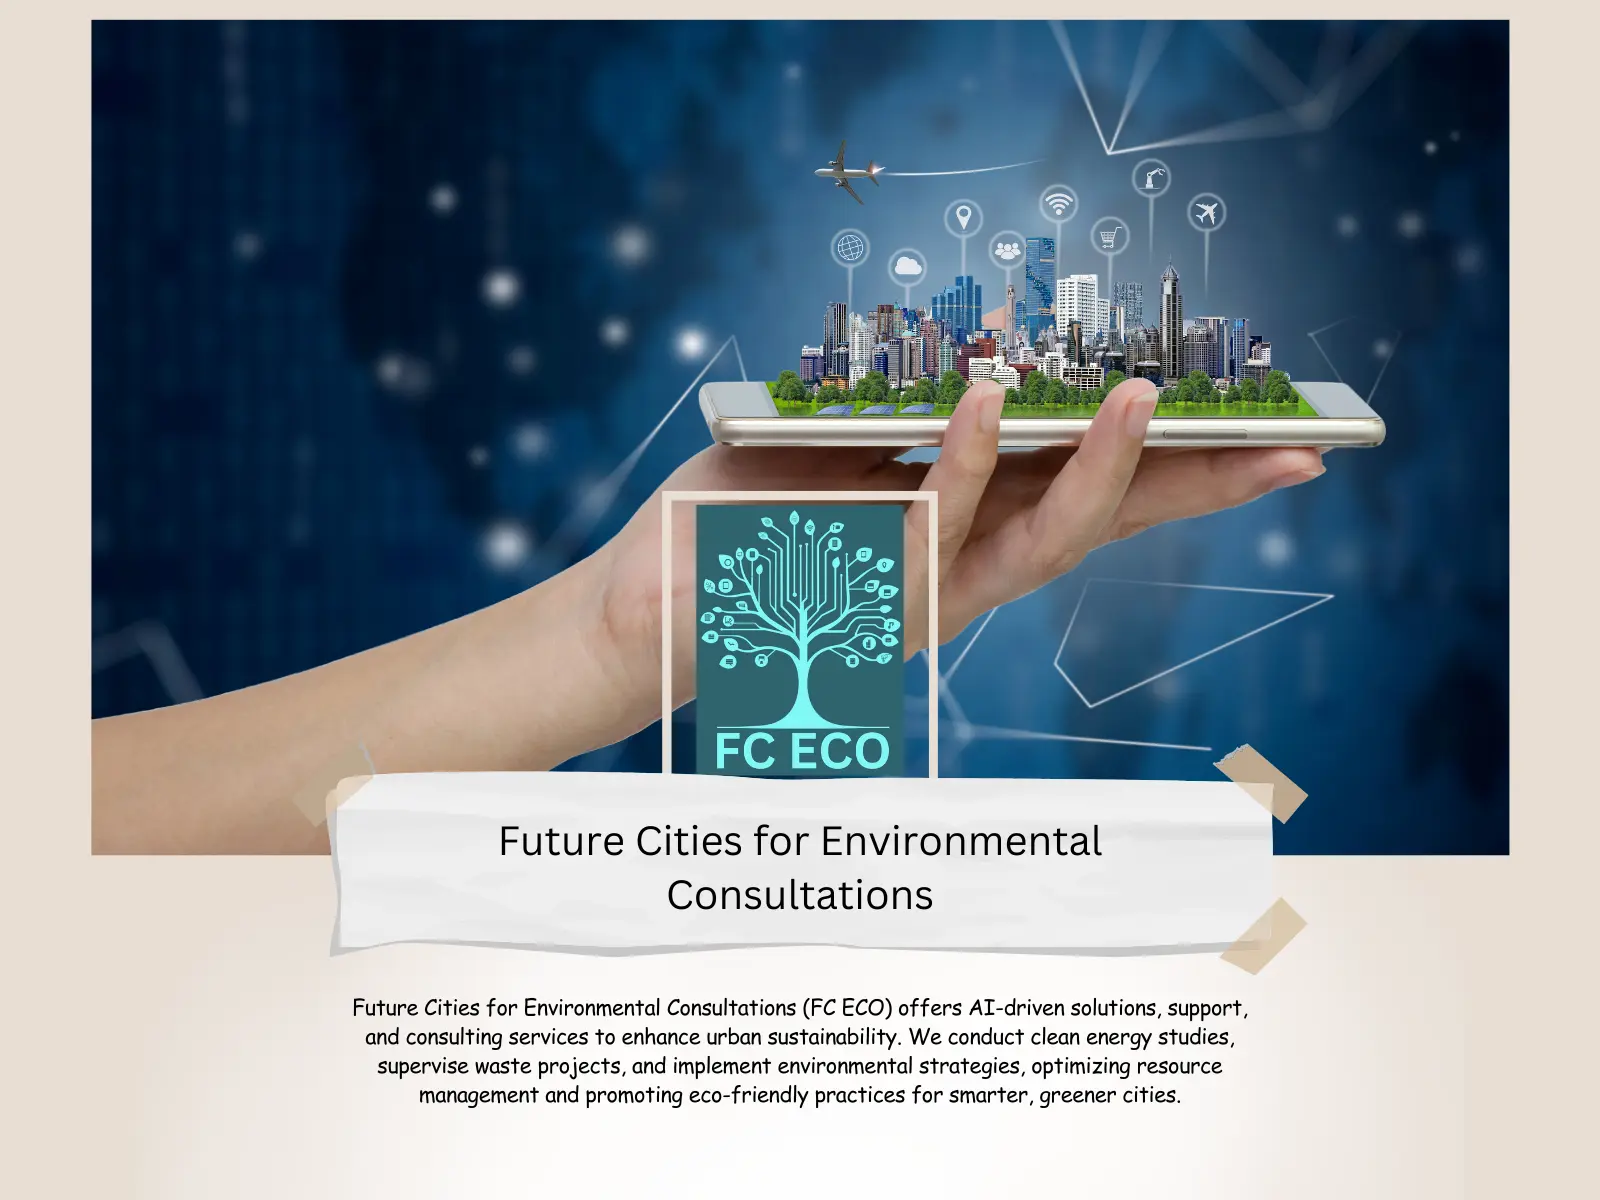 FC ECO
Future Cities for Environmental
Consultations
Future Cities for Environmental Consultations (FC ECO) offers AI-driven solutions, support,
and consulting services to enhance urban sustainability. We conduct clean energy studies,
supervise waste projects, and implement environmental strategies, optimizing resource
management and promoting eco-friendly practices for smarter, greener cities.